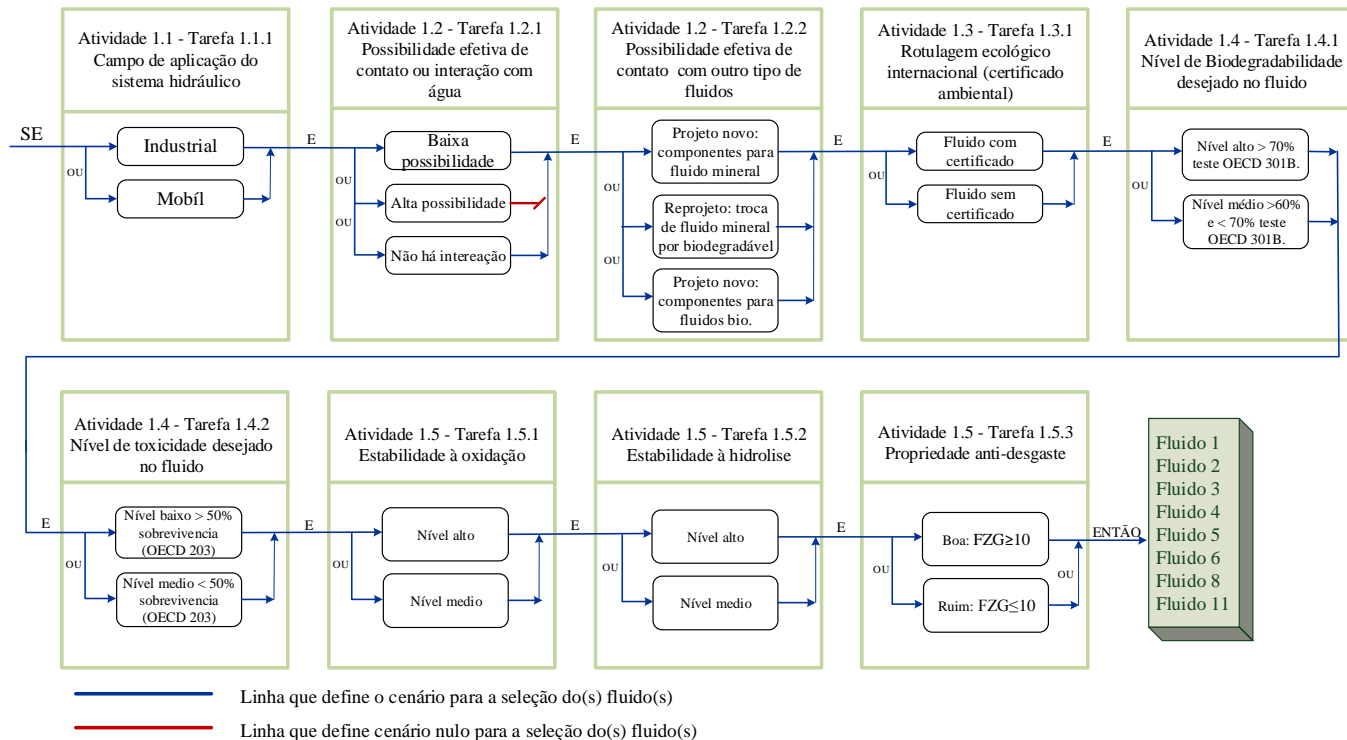 Atividade 1.1 - Tarefa 1.1.1
Campo de aplicação do
sistema hidráulico
SE
Industrial
OU
Mobíl
E
Atividade 1.2 - Tarefa 1.2.1
Possibilidade efetiva de
contato ou interação com
água
Baixa
possibilidade
OU
Alta possibilidade
OU
Não há intereação
E
Atividade 1.2 - Tarefa 1.2.2
Possibilidade efetiva de
contato com outro tipo de
fluidos
Projeto novo:
componentes para
fluido mineral
OU
Reprojeto: troca
de fluido mineral
por biodegradável
OU
Projeto novo:
componentes para
fluidos bio.
E
Atividade 1.3 - Tarefa 1.3.1
Rotulagem ecológico
internacional (certificado
ambiental)
Fluido com
certificado
OU
Fluido sem
certificado
E
Atividade 1.4 - Tarefa 1.4.1
Nível de Biodegradabilidade
desejado no fluido
Nível alto > 70%
teste OECD 301B.
OU
Nível médio >60%
e < 70% teste
OECD 301B.
Atividade 1.4 - Tarefa 1.4.2
Nível de toxicidade desejado
no fluido
E
Nível baixo > 50%
sobrevivencia
(OECD 203)
OU
Nível medio < 50%
sobrevivencia
(OECD 203)
E
Atividade 1.5 - Tarefa 1.5.1
Estabilidade à oxidação
Nível alto
OU
Nível medio
E
Atividade 1.5 - Tarefa 1.5.2
Estabilidade à hidrolise
Nível alto
OU
Nível medio
E
Atividade 1.5 - Tarefa 1.5.3
Propriedade anti-desgaste
Boa: FZG≥10
OU
OU
Ruim: FZG≤10
ENTÃO
Fluido 1
Fluido 2
Fluido 3
Fluido 4
Fluido 5
Fluido 6
Fluido 8
Fluido 11
Linha que define o cenário para a seleção do(s) fluido(s)
Linha que define cenário nulo para a seleção do(s) fluido(s)